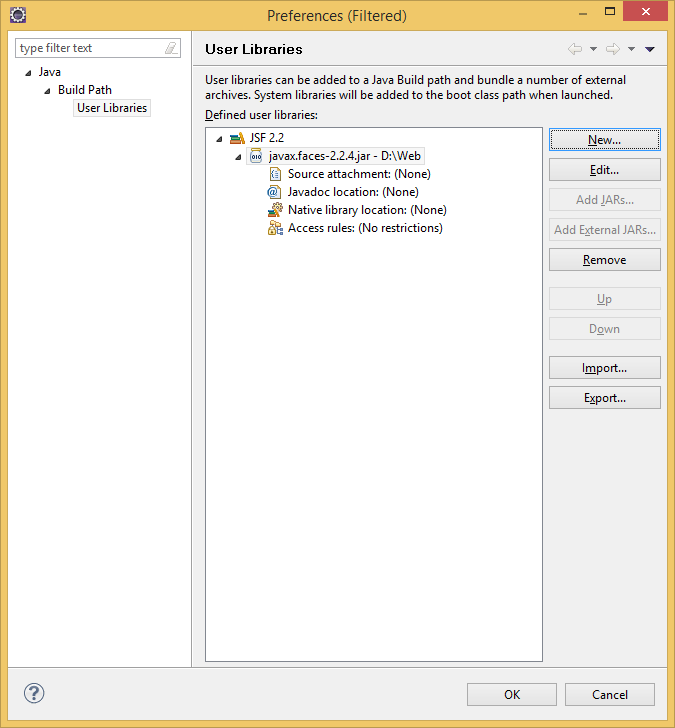 Preferences (Filtered)
type filter text
Java
Build Path
User Libraries
User Libraries
User libraries can be added to a Java Build path and bundle a number of external
archives. System libraries will be added to the boot class path when launched.
Defined user libraries:
JSF 2.2
javax.faces-2.2.4.jar - D:\Web
Source attachment: (None)
Javadoc location: (None)
Native library location: (None)
Access rules: (No restrictions)
New...
Edit...
Add JARs...
Add External JARs...
Remove
Up
Down
Import...
Export...
OK
Cancel